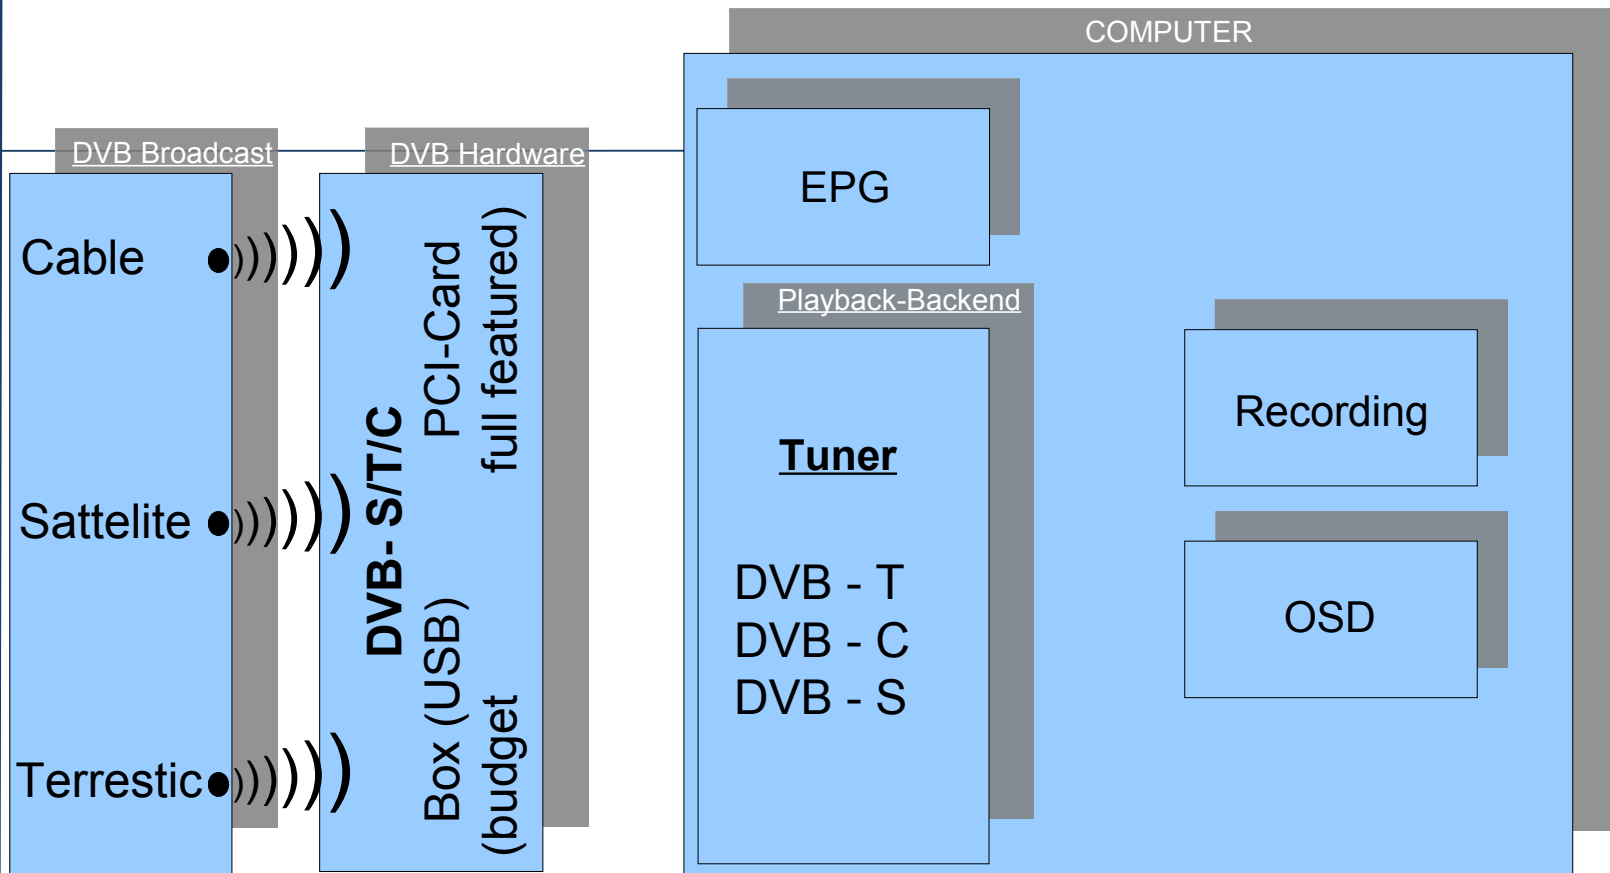 COMPUTER
DVB Broadcast
Cable
Sattelite
Terrestic
DVB Hardware
DVB- S/T/C
Box (USB) PCI-Card
(budget full featured)
EPG
Playback-Backend
Tuner
DVB - T
DVB - C
DVB - S
Recording
OSD